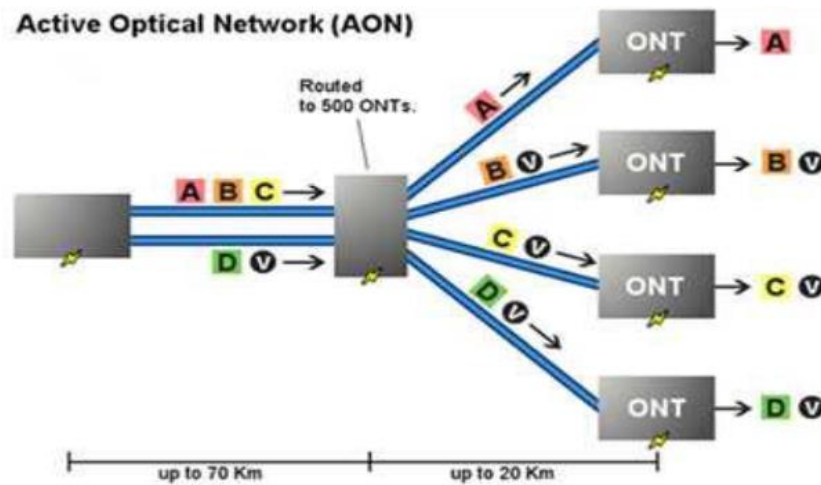 Active Optical Network (AON)
Routed
to 500 ONTs.
A B C
D V
A
B V
C V
D V
ONT
A
ONT
B V
ONT
C V
ONT
D V
up to 70 Km
up to 20 Km